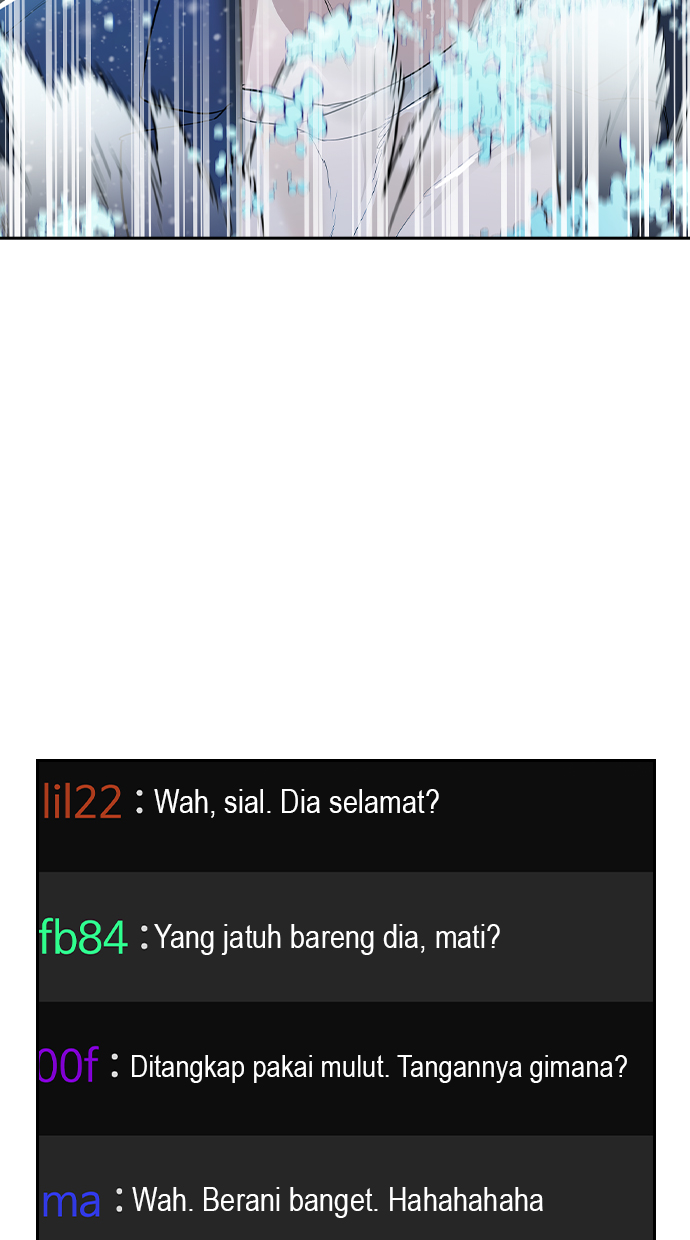 lil22 : Wah, sial. Dia selamat?
fb84 : Yang jatuh bareng dia, mati?
00f : Ditangkap pakai mulut. Tangannya gimana?
ma : Wah. Berani banget. Hahahahaha